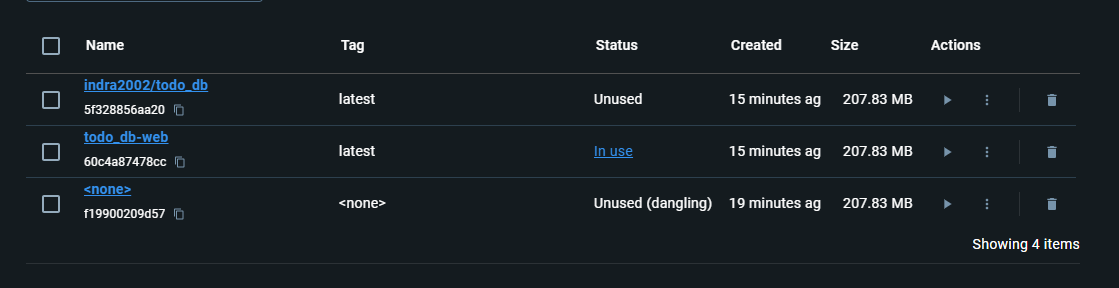 Name Tag Status Created Size Actions
indra2002/todo_db
5f328856aa20 latest Unused 15 minutes ag 207.83 MB
todo_db-web
60c4a87478cc latest In use 15 minutes ag 207.83 MB
<none>
f19900209d57 <none> Unused (dangling) 19 minutes ag 207.83 MB
Showing 4 items